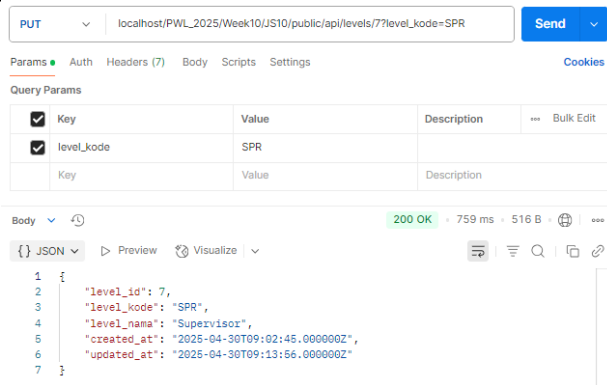 PUT localhost/PWL_2025/Week10/JS10/public/api/levels/7?level_kode=SPR Send
Params Auth Headers (7) Body Scripts Settings Cookies
Query Params
Key Value Description Bulk Edit
level_kode SPR
Key Value Description
Body 200 OK 759 ms 516 B
{} JSON Preview Visualize
1 {
2 "level_id": 7,
3 "level_kode": "SPR",
4 "level_nama": "Supervisor",
5 "created_at": "2025-04-30T09:02:45.000000Z",
6 "updated_at": "2025-04-30T09:13:56.000000Z"
7 }